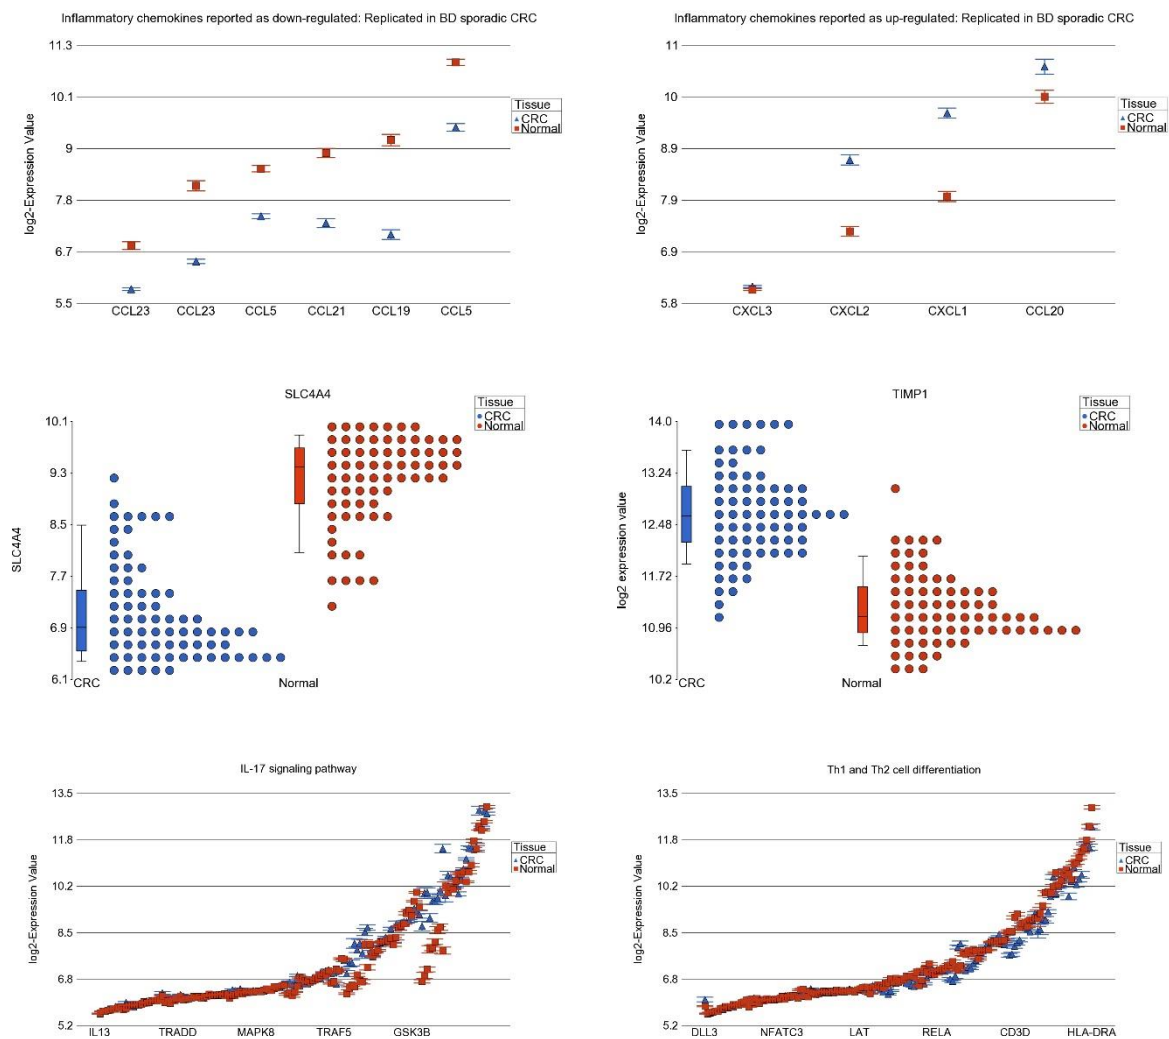 Inflammatory chemokines reported as down-regulated: Replicated in BD sporadic CRC
11.3
10.1
9
7.8
6.7
5.5
log2-Expression Value
CCL23 CCL23 CCL5 CCL21 CCL19 CCL5
Tissue
CRC
Normal
Inflammatory chemokines reported as up-regulated: Replicated in BD sporadic CRC
11
10
8.9
7.9
6.9
5.8
log2-Expression Value
CXCL3 CXCL2 CXCL1 CCL20
Tissue
CRC
Normal
SLC4A4
10.1
9.3
8.5
7.7
6.9
6.1
SLC4A4
CRC Normal
Tissue
CRC
Normal
TIMP1
14.0
13.24
12.48
11.72
10.96
10.2
log2 expression value
CRC Normal
Tissue
CRC
Normal
IL-17 signaling pathway
13.5
11.8
10.2
8.5
6.8
5.2
log2-Expression Value
IL13 TRADD MAPK8 TRAF5 GSK3B
Tissue
CRC
Normal
Th1 and Th2 cell differentiation
13.5
11.8
10.2
8.5
6.8
5.2
log2-Expression Value
DLL3 NFATC3 LAT RELA CD3D HLA-DRA
Tissue
CRC
Normal